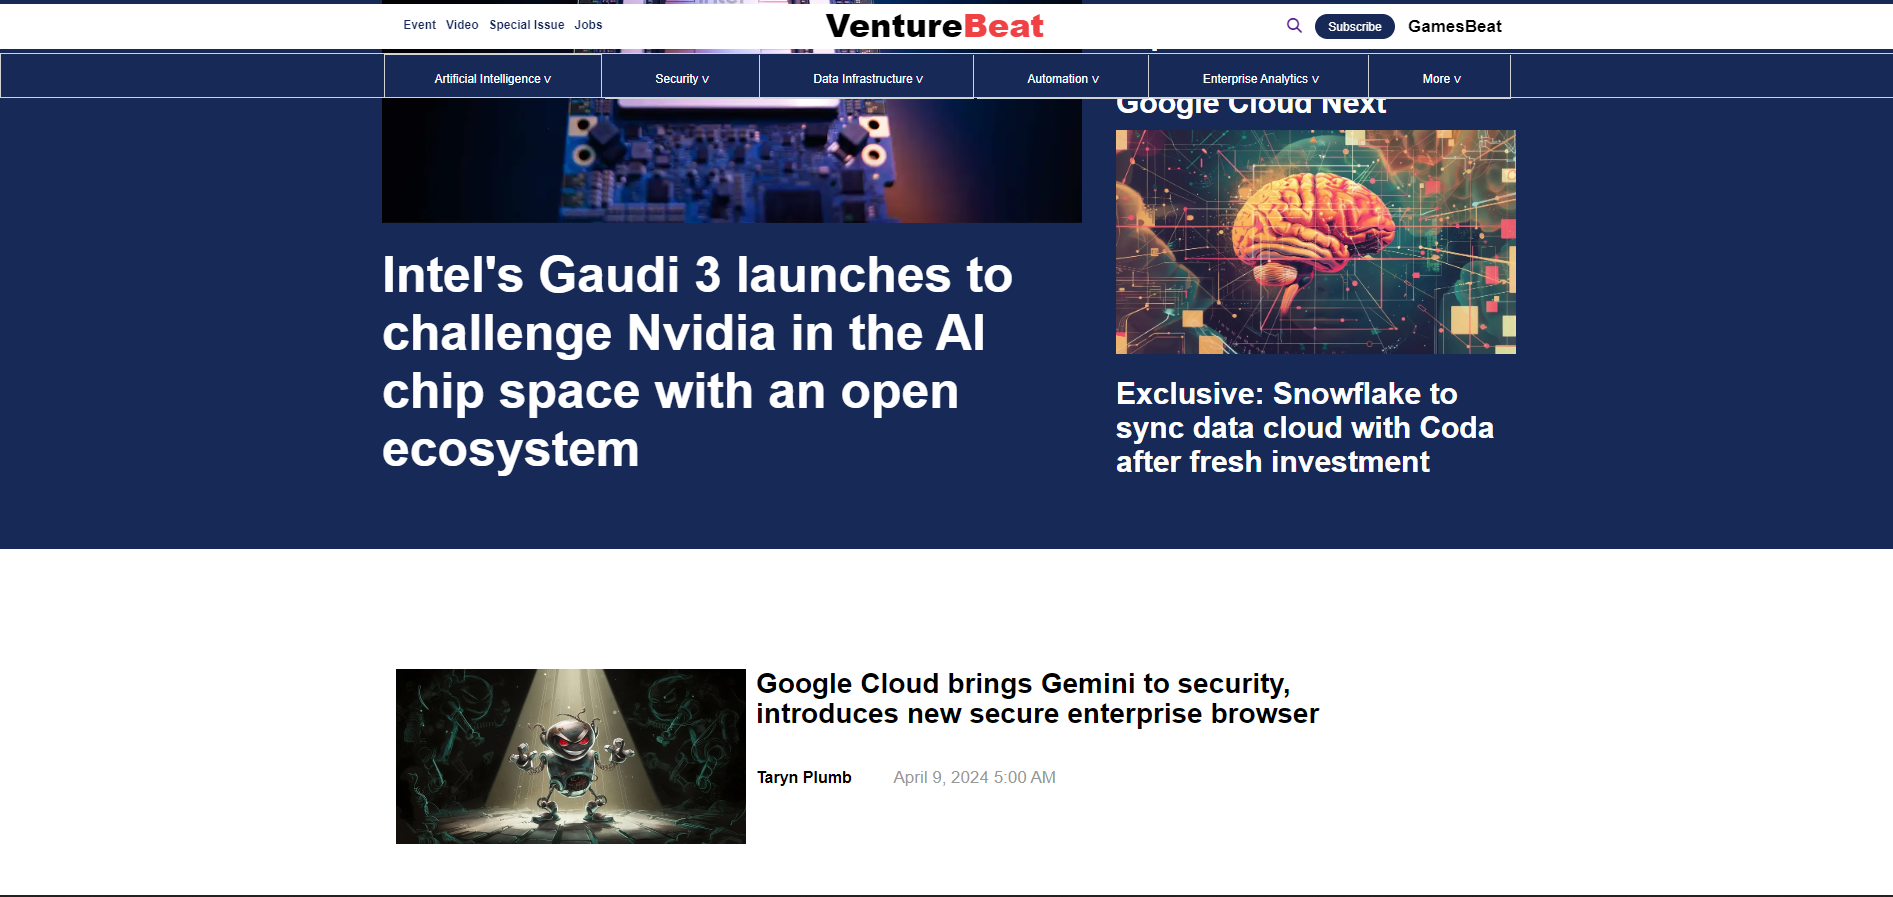 Event Video Special Issue Jobs
VentureBeat
Subscribe
GamesBeat
Artificial Intelligence v
Security v
Data Infrastructure v
Automation v
Enterprise Analytics v
More v
Google Cloud Next
Intel's Gaudi 3 launches to
challenge Nvidia in the AI
chip space with an open
ecosystem
Exclusive: Snowflake to
sync data cloud with Coda
after fresh investment
Google Cloud brings Gemini to security,
introduces new secure enterprise browser
Taryn Plumb April 9, 2024 5:00 AM